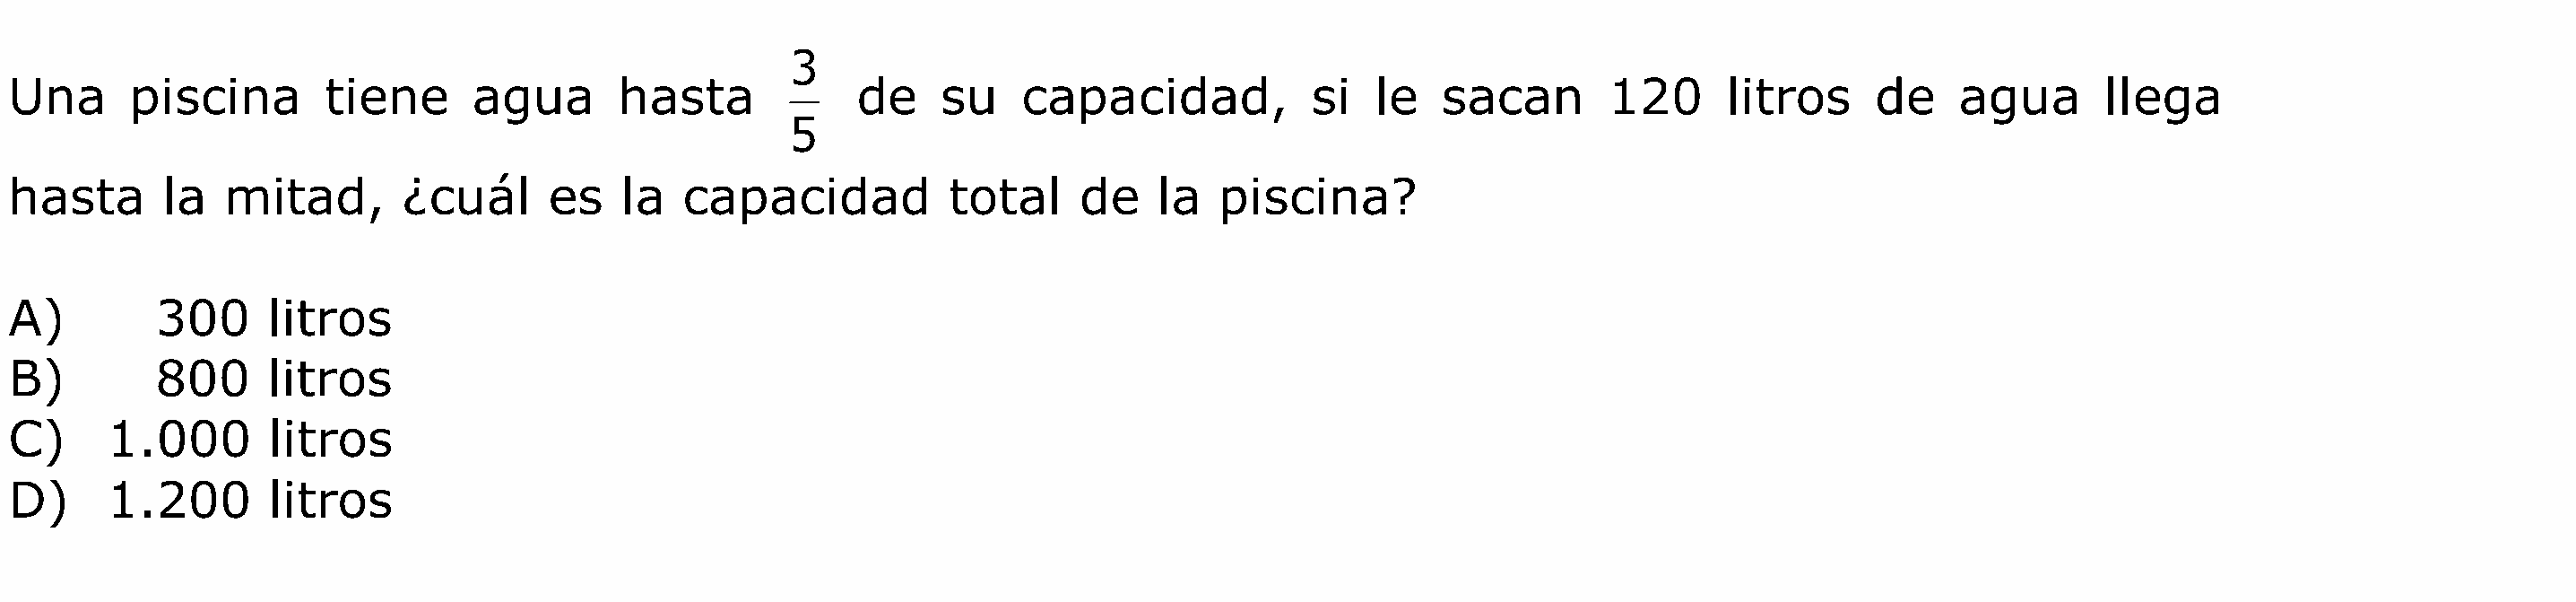 Una piscina tiene agua hasta 3/5 de su capacidad, si le sacan 120 litros de agua llega
hasta la mitad, ¿cuál es la capacidad total de la piscina?
A) 300 litros
B) 800 litros
C) 1.000 litros
D) 1.200 litros